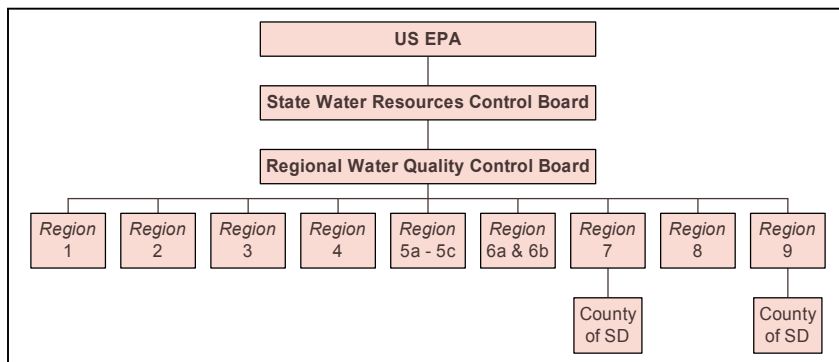 US EPA
State Water Resources Control Board
Regional Water Quality Control Board
Region
1
Region
2
Region
3
Region
4
Region
5a - 5c
Region
6a & 6b
Region
7
Region
8
Region
9
County
of SD
County
of SD